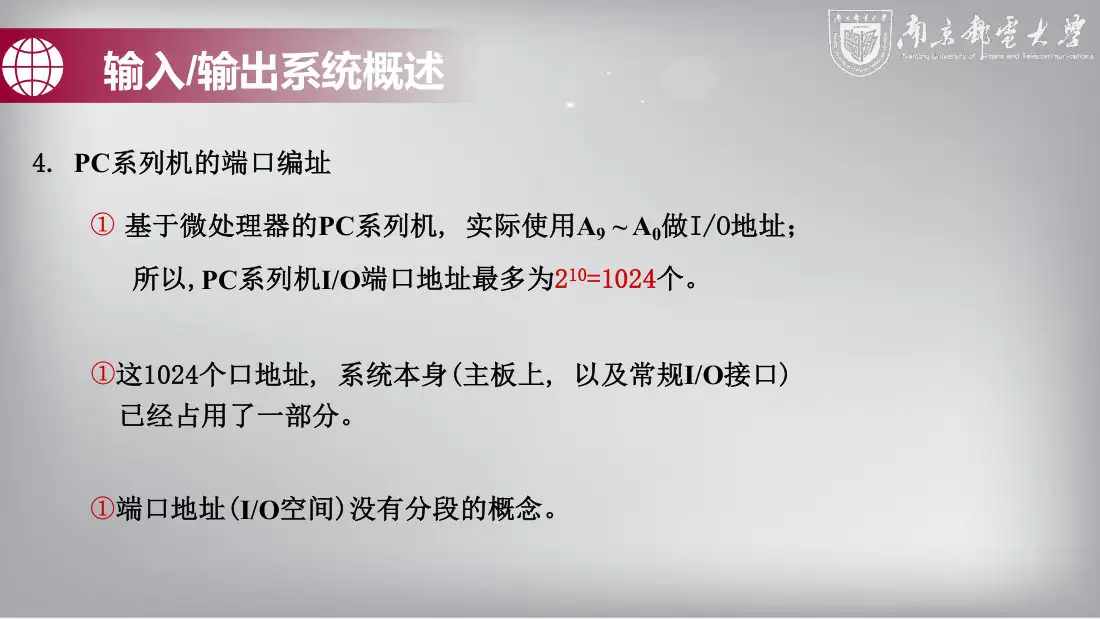 输入/输出系统概述
南京邮电大学
Nanjing University of Posts and Telecommunications
4. PC系列机的端口编址
① 基于微处理器的PC系列机, 实际使用A₉ ~ A₀做I/O地址;
所以,PC系列机I/O端口地址最多为2¹⁰=1024个。
①这1024个口地址, 系统本身(主板上, 以及常规I/O接口)
已经占用了一部分。
①端口地址(I/O空间)没有分段的概念。